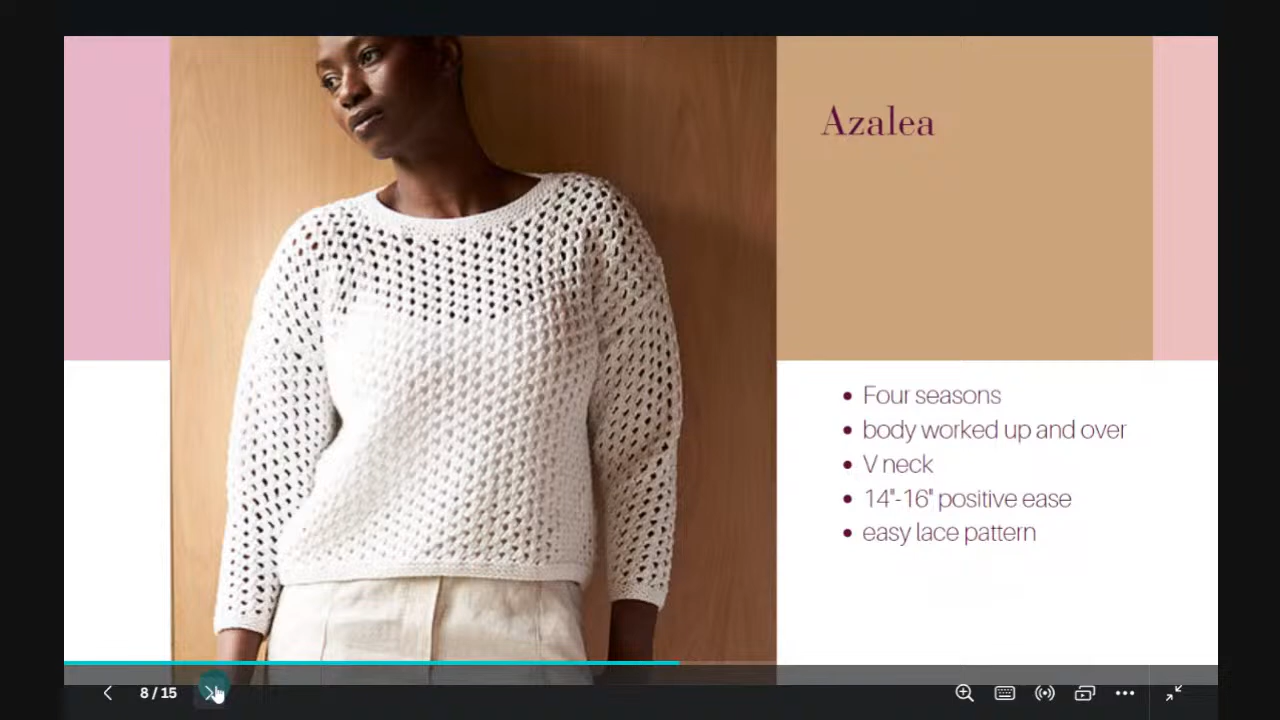 Azalea
Four seasons
body worked up and over
V neck
14"-16" positive ease
easy lace pattern
8 / 15